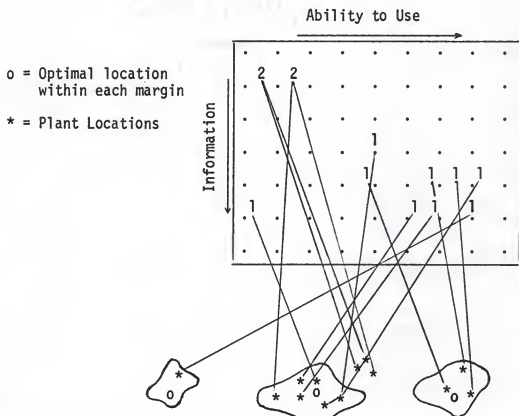 Ability to Use
o = Optimal location
within each margin
* = Plant Locations
Information
2 2
1
1 1 1 1
1 1 1 1
* * *
* * * * * * *
* * *
o o o